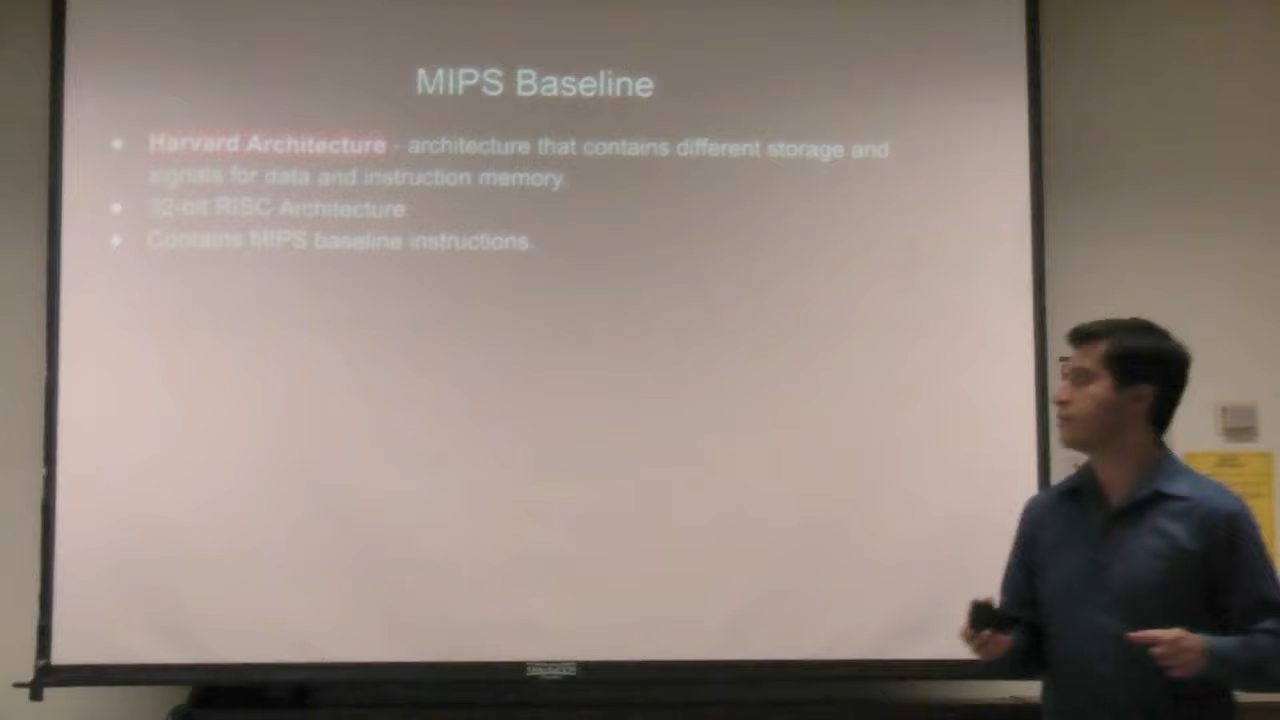 MIPS Baseline
● Harvard Architecture - architecture that contains different storage and
signals for data and instruction memory.
● 32-bit RISC Architecture
● Contains MIPS baseline instructions.